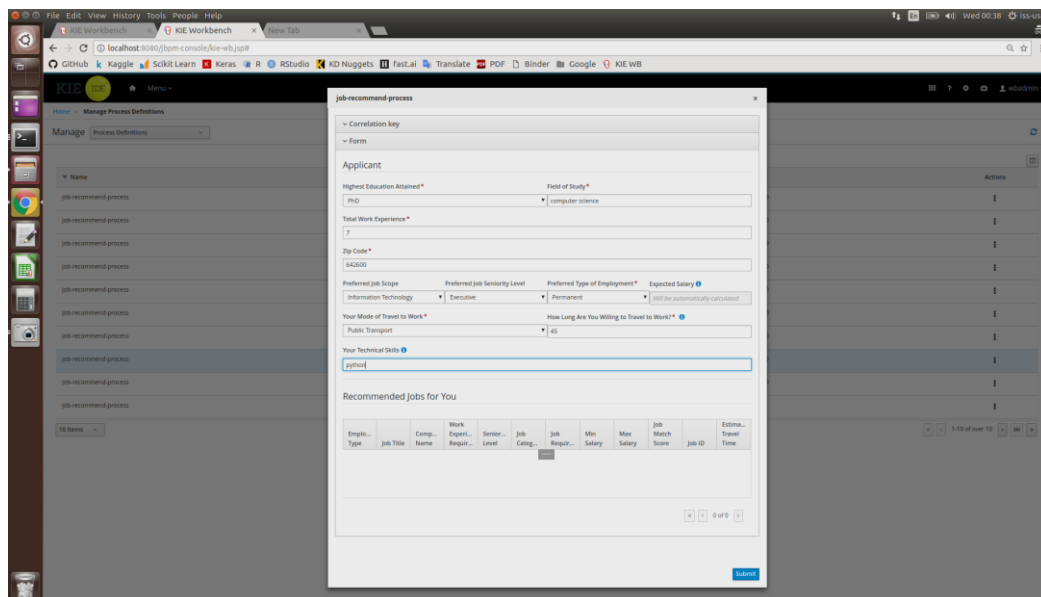 File Edit View History Tools People Help
En Wed 00:38
KIE Workbench × KIE Workbench × New Tab ×
localhost:8080/jbpm-console/kie-wb.jsp#
GitHub Kaggle Scikit Learn Keras R RStudio KD Nuggets fast.ai Translate PDF Binder Google KIE WB
KIE IDE Menu
? wbadmin
Home » Manage Process Definitions
Manage Process Definitions
Name
Actions
job-recommend-process
job-recommend-process
job-recommend-process
job-recommend-process
job-recommend-process
job-recommend-process
job-recommend-process
job-recommend-process
job-recommend-process
job-recommend-process
10 Items
1-10 of over 10
job-recommend-process ×
Correlation key
Form
Applicant
Highest Education Attained * Field of Study *
PhD computer science
Total Work Experience *
7
Zip Code *
642600
Preferred Job Scope Preferred Job Seniority Level Preferred Type of Employment * Expected Salary
Information Technology Executive Permanent Will be automatically calculated
Your Mode of Travel to Work * How Long Are You Willing to Travel to Work? *
Public Transport 45
Your Technical Skills
python
Recommended Jobs for You
Emplo... Type Job Title Comp... Name Work Experi... Requir... Senior... Level Job Categ... Job Requir... Min Salary Max Salary Job Match Score Job ID Estima... Travel Time
0 of 0
Submit